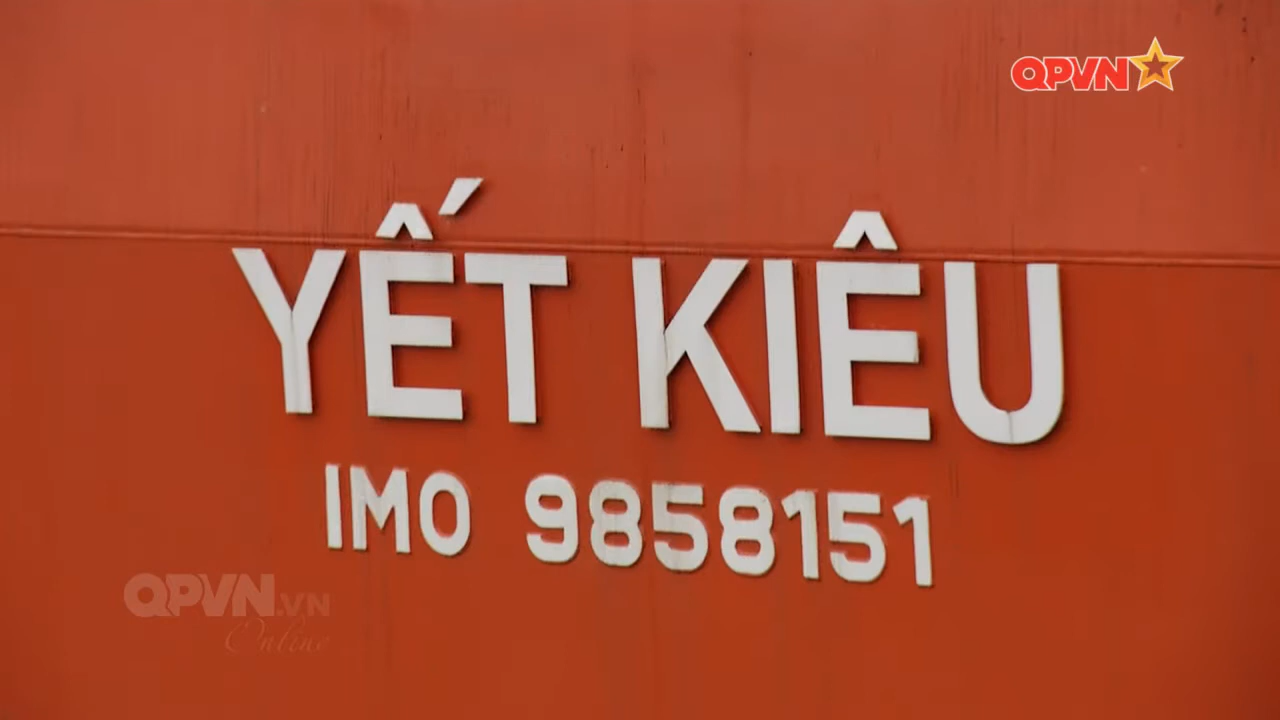 QPVN
YẾT KIÊU
IMO 9858151
QPVN.VN
Online